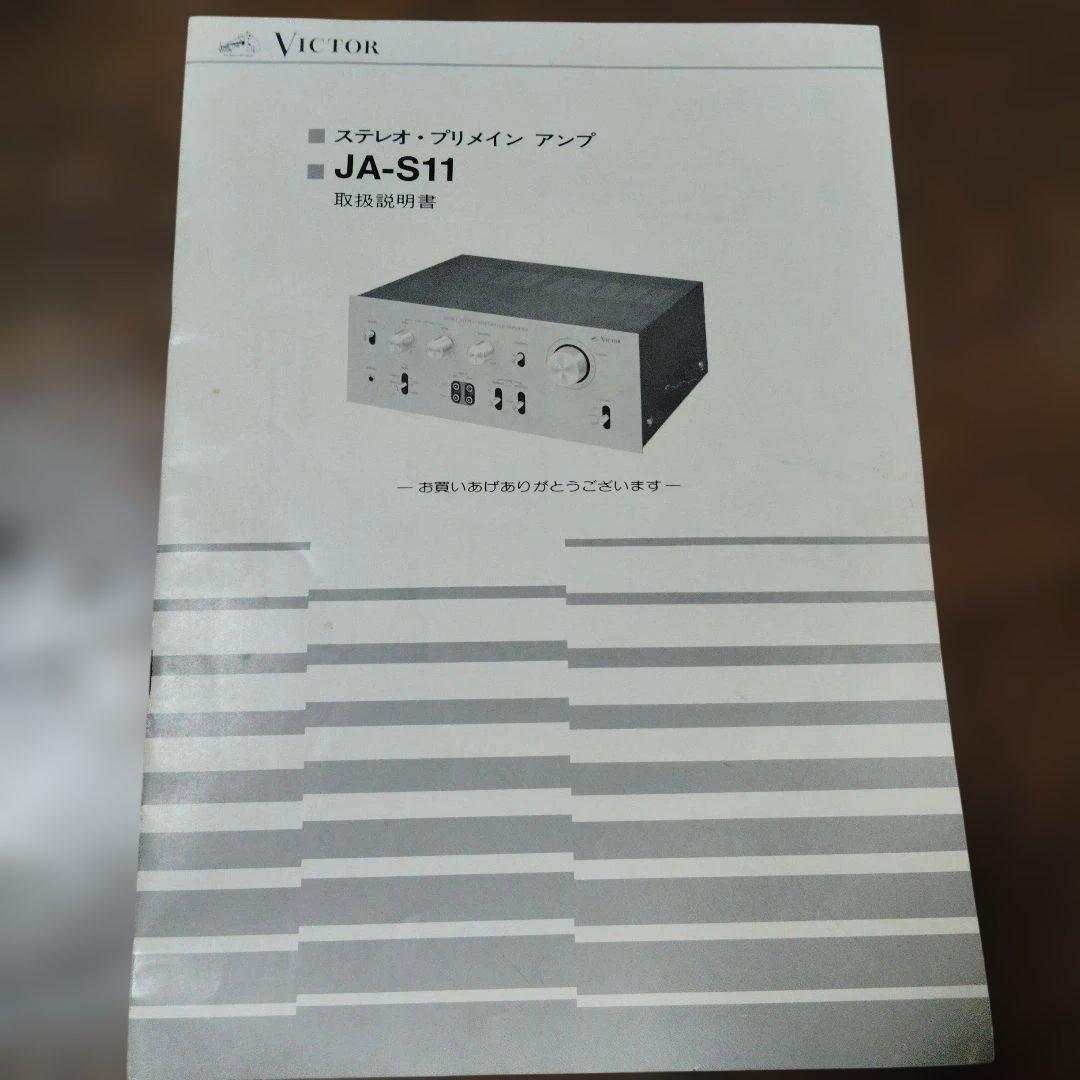 VICTOR
ステレオ・プリメイン アンプ
JA-S11
取扱説明書
VICTOR
— お買いあげありがとうございます —